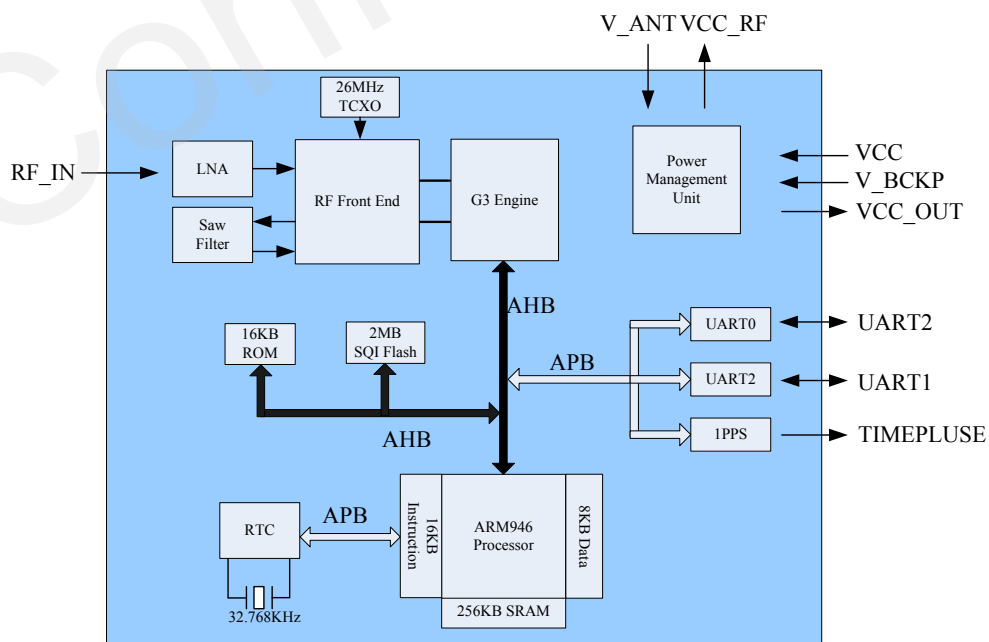 V_ANT VCC_RF
26MHz
TCXO
RF_IN
LNA
RF Front End
G3 Engine
Power
Management
Unit
VCC
V_BCKP
VCC_OUT
Saw
Filter
AHB
16KB
ROM
2MB
SQI Flash
APB
UART0
UART2
UART2
UART1
1PPS
TIMEPLUSE
AHB
RTC
APB
16KB
Instruction
ARM946
Processor
8KB Data
256KB SRAM
32.768KHz